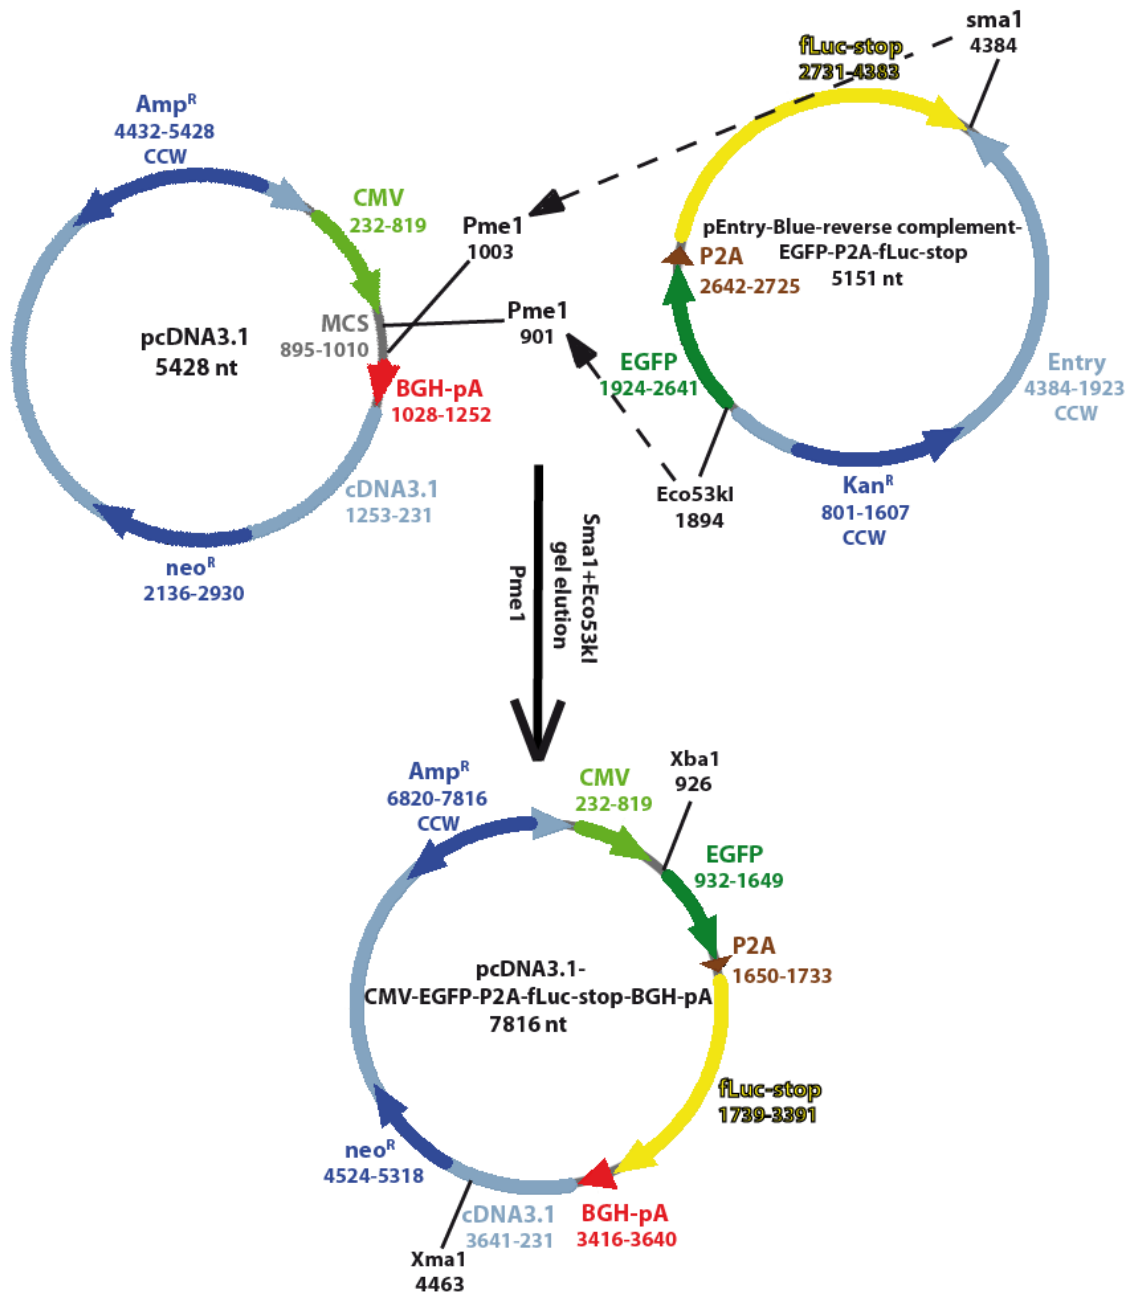 sma1
4384
fLuc-stop
2731-4383
Amp^R
4432-5428
CCW
CMV
232-819
Pme1
1003
pEntry-Blue-reverse complement-
EGFP-P2A-fLuc-stop
5151 nt
P2A
2642-2725
Pme1
901
MCS
895-1010
pcDNA3.1
5428 nt
EGFP
1924-2641
Entry
4384-1923
CCW
BGH-pA
1028-1252
Eco53kI
1894
Kan^R
801-1607
CCW
cDNA3.1
1253-231
neo^R
2136-2930
Sma1+Eco53kI
gel elution
Pme1
Xba1
926
Amp^R
6820-7816
CCW
CMV
232-819
EGFP
932-1649
P2A
1650-1733
pcDNA3.1-
CMV-EGFP-P2A-fLuc-stop-BGH-pA
7816 nt
fLuc-stop
1739-3391
neo^R
4524-5318
cDNA3.1
3641-231
BGH-pA
3416-3640
Xma1
4463